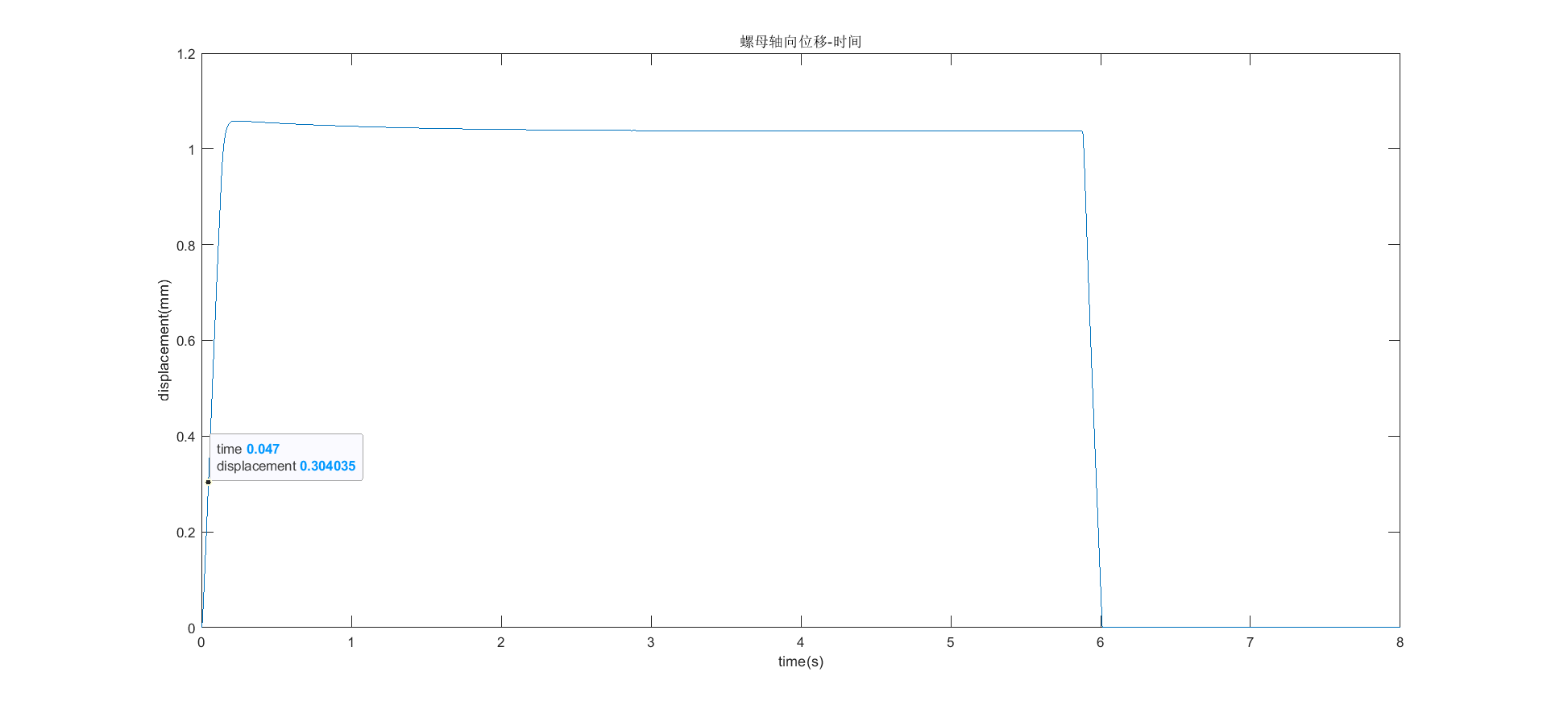 螺母轴向位移-时间
1.2
1
0.8
0.6
0.4
0.2
0
displacement(mm)
time 0.047
displacement 0.304035
0 1 2 3 4 5 6 7 8
time(s)